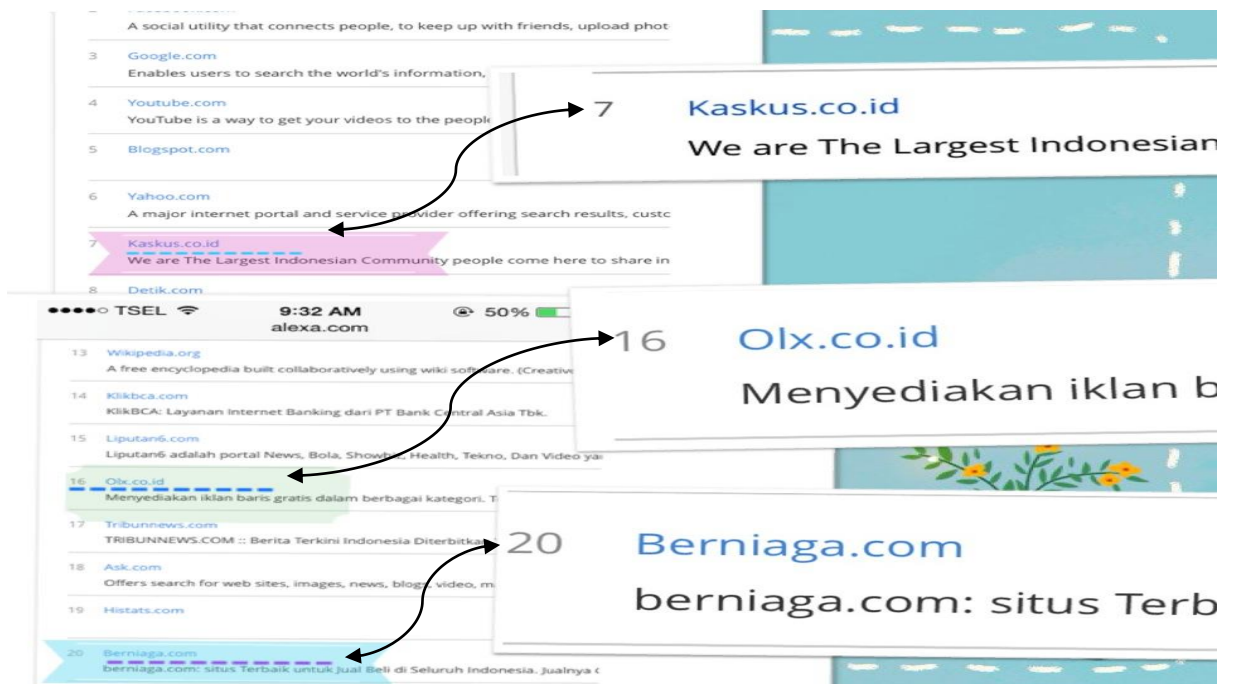 A social utility that connects people, to keep up with friends, upload phot
3 Google.com
Enables users to search the world's information,
4 Youtube.com
YouTube is a way to get your videos to the people
5 Blogspot.com
6 Yahoo.com
A major internet portal and service provider offering search results, custo
7 Kaskus.co.id
We are The Largest Indonesian Community people come here to share in
8 Detik.com
7 Kaskus.co.id
We are The Largest Indonesian
TSEL 9:32 AM 50%
alexa.com
13 Wikipedia.org
A free encyclopedia built collaboratively using wiki software. (Creative
14 Klikbca.com
KlikBCA: Layanan Internet Banking dari PT Bank Central Asia Tbk.
15 Liputan6.com
Liputan6 adalah portal News, Bola, Showbiz, Health, Tekno, Dan Video ya
16 Olx.co.id
Menyediakan iklan baris gratis dalam berbagai kategori. T
17 Tribunnews.com
TRIBUNNEWS.COM :: Berita Terkini Indonesia Diterbitka
18 Ask.com
Offers search for web sites, images, news, blogs, video, m
19 Histats.com
20 Berniaga.com
berniaga.com: situs Terbaik untuk Jual Beli di Seluruh Indonesia. Jualnya
16 Olx.co.id
Menyediakan iklan b
20 Berniaga.com
berniaga.com: situs Terb